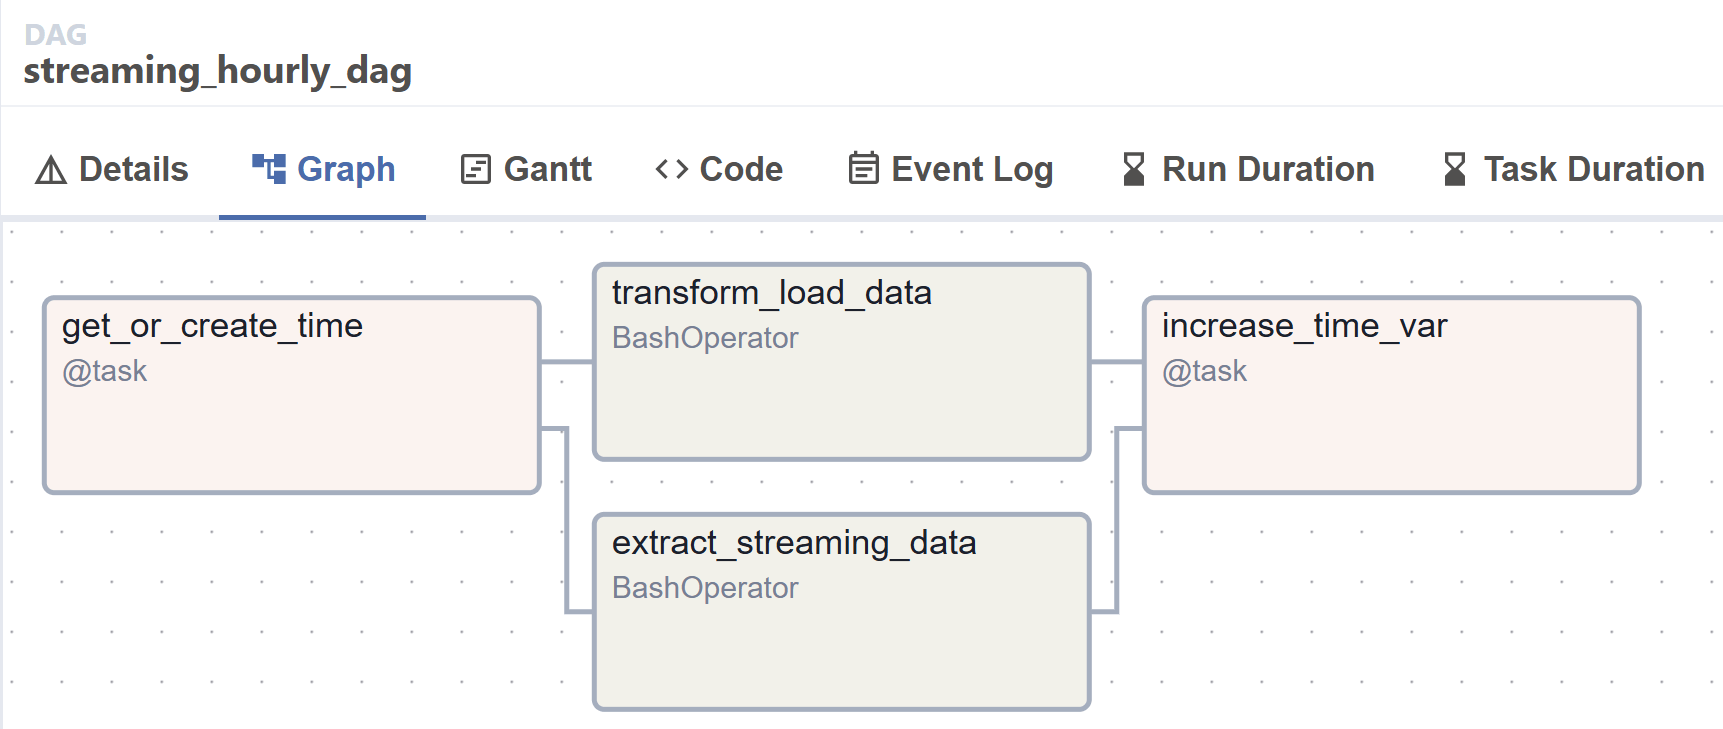 DAG
streaming_hourly_dag
Details Graph Gantt Code Event Log Run Duration Task Duration
get_or_create_time
@task
transform_load_data
BashOperator
extract_streaming_data
BashOperator
increase_time_var
@task